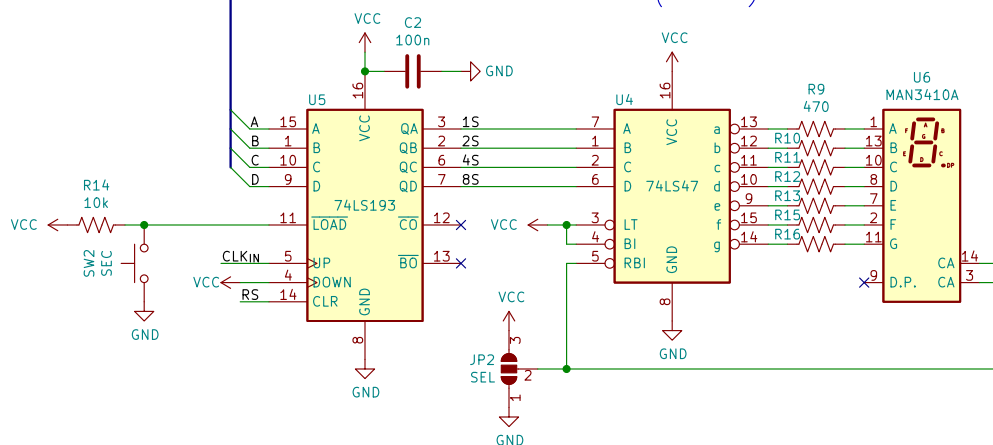 VCC
C2
100n
GND
16
VCC
U5
A 15 A QA 3 1S
B 1 B QB 2 2S
C 10 C QC 6 4S
D 9 D QD 7 8S
74LS193
R14
10k
VCC
11 LOAD CO 12
SW2
SEC
CLKIN 5 UP BO 13
VCC 4 DOWN
RS 14 CLR
GND
8
GND
GND
VCC
16
VCC
U4
7 A a 13
1 B b 12
2 C c 11
6 D d 10
74LS47
e 9
VCC 3 LT f 15
4 BI g 14
5 RBI
GND
8
GND
R9
470
R10
R11
R12
R13
R15
R16
U6
MAN3410A
1 A
13 B
10 C
8 D
7 E
2 F
11 G
9 D.P.
A
F B
G
E C
D
DP
CA 14
CA 3
VCC
3
JP2
SEL
2
1
GND